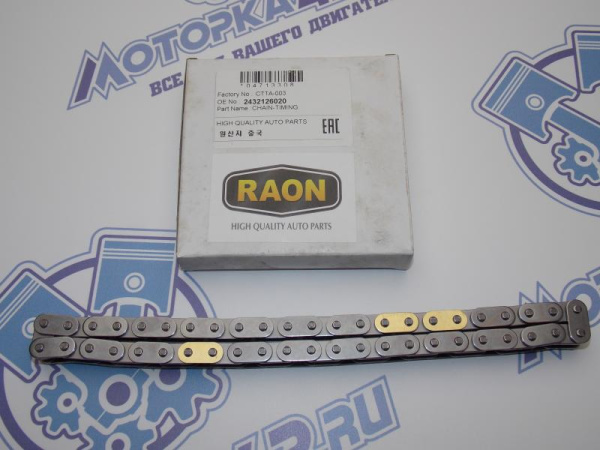 МОТОРКА
ВСЕ ДЛЯ ВАШЕГО ДВИГАТЕЛЯ
*04713308*
Factory No. CTTA-003
OE No. 2432126020
Part Name CHAIN-TIMING
HIGH QUALITY AUTO PARTS
EAC
원산지 중국
RAON
HIGH QUALITY AUTO PARTS
.RU